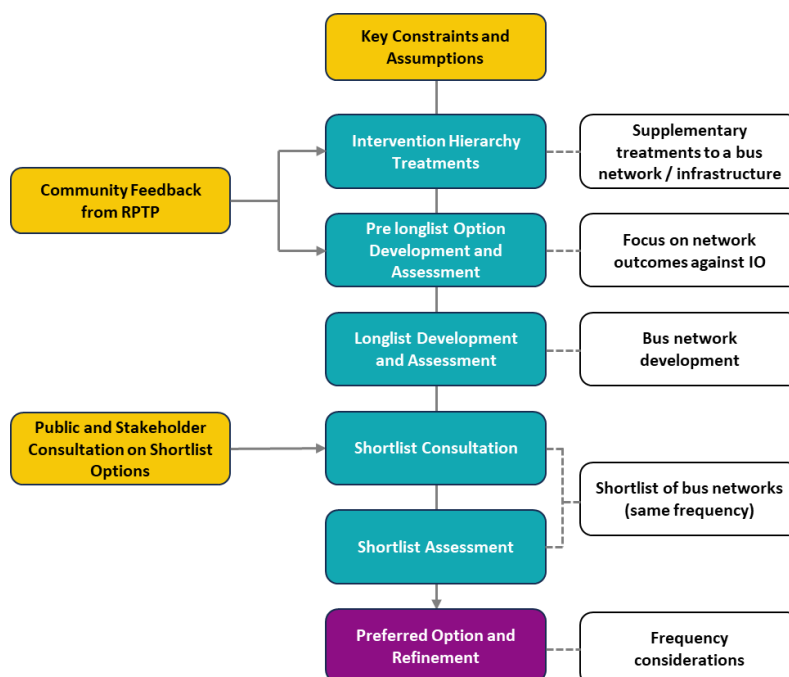 Key Constraints and
Assumptions
Intervention Hierarchy
Treatments
Supplementary
treatments to a bus
network / infrastructure
Community Feedback
from RPTP
Pre longlist Option
Development and
Assessment
Focus on network
outcomes against IO
Longlist Development
and Assessment
Bus network
development
Public and Stakeholder
Consultation on Shortlist
Options
Shortlist Consultation
Shortlist of bus networks
(same frequency)
Shortlist Assessment
Preferred Option and
Refinement
Frequency
considerations